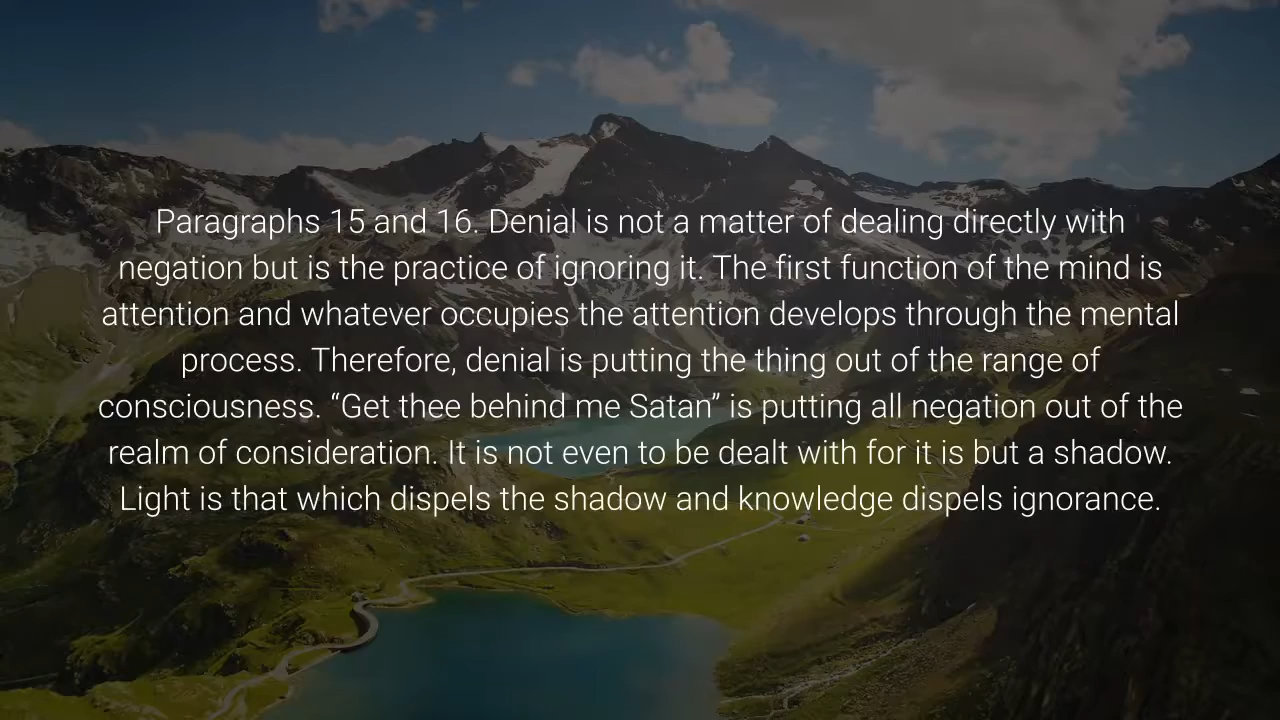 Paragraphs 15 and 16. Denial is not a matter of dealing directly with
negation but is the practice of ignoring it. The first function of the mind is
attention and whatever occupies the attention develops through the mental
process. Therefore, denial is putting the thing out of the range of
consciousness. “Get thee behind me Satan” is putting all negation out of the
realm of consideration. It is not even to be dealt with for it is but a shadow.
Light is that which dispels the shadow and knowledge dispels ignorance.